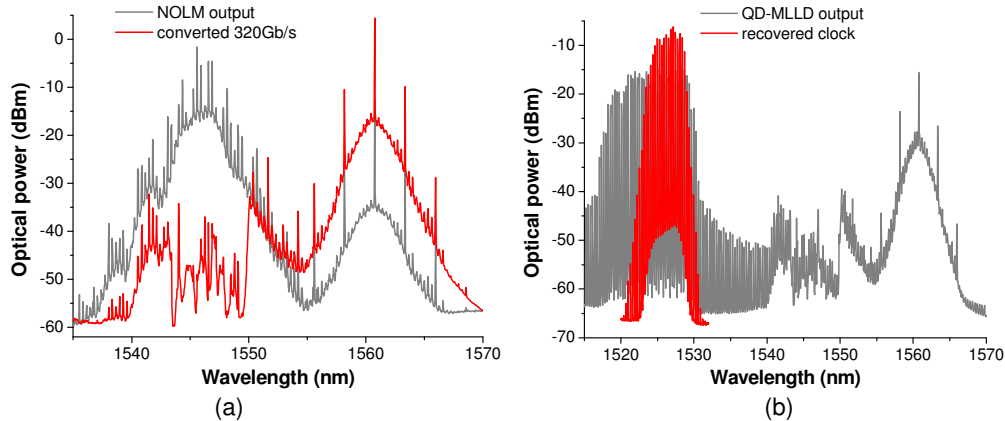 NOLM output
converted 320Gb/s
0
-10
-20
-30
-40
-50
-60
Optical power (dBm)
1540 1550 1560 1570
Wavelength (nm)
(a)
QD-MLLD output
recovered clock
-10
-20
-30
-40
-50
-60
-70
Optical power (dBm)
1520 1530 1540 1550 1560 1570
Wavelength (nm)
(b)